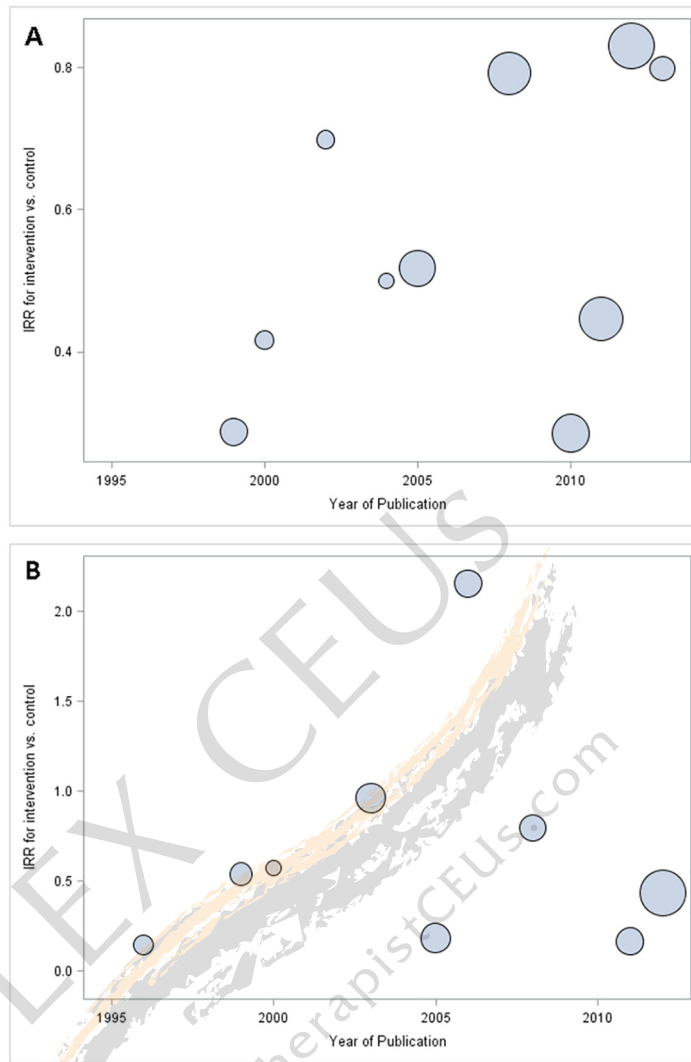 A
0.8
0.6
0.4
IRR for intervention vs. control
1995 2000 2005 2010
Year of Publication
B
2.0
1.5
1.0
0.5
0.0
IRR for intervention vs. control
1995 2000 2005 2010
Year of Publication
LEX CEUs
herapistCEUs.com